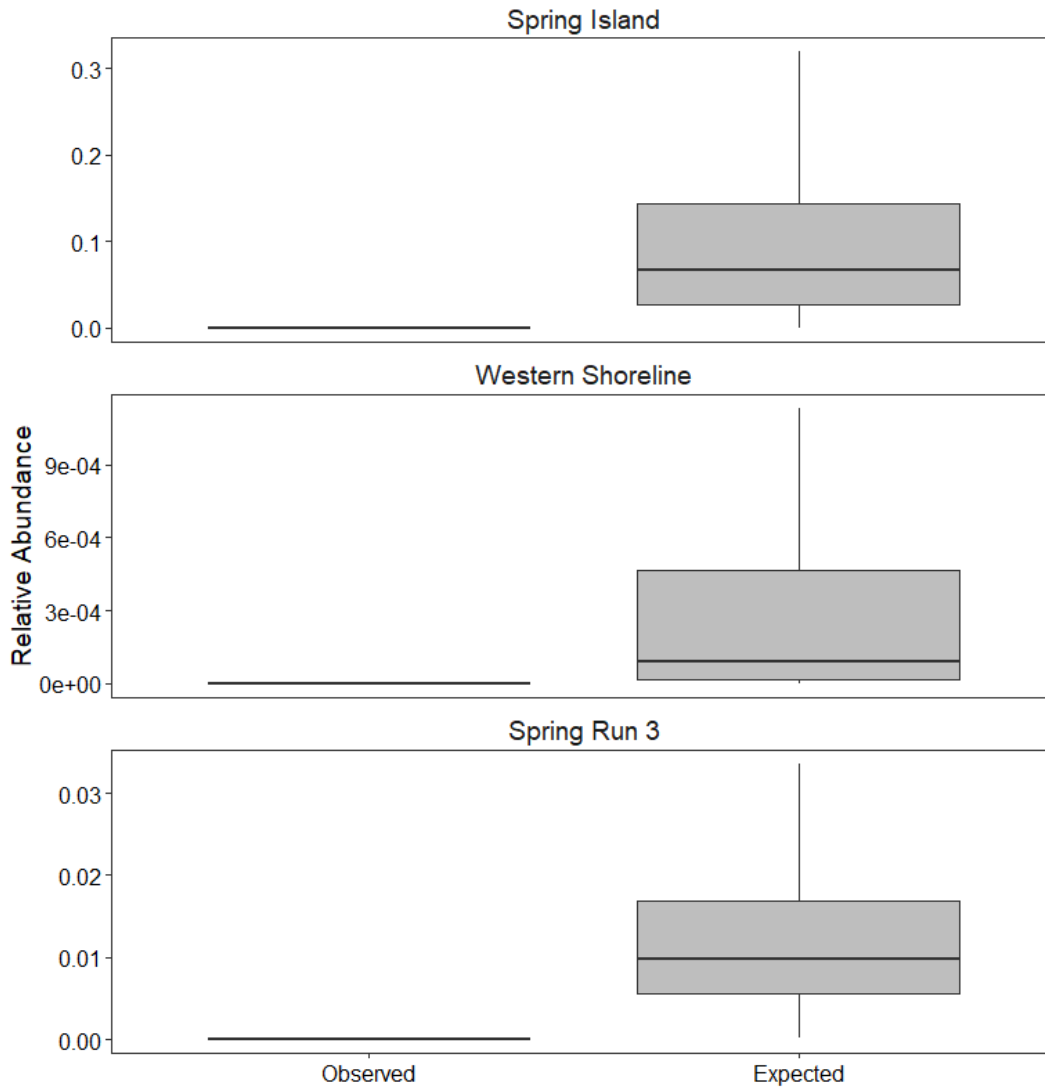 Spring Island
0.3
0.2
0.1
0.0
Western Shoreline
Relative Abundance
9e-04
6e-04
3e-04
0e+00
Spring Run 3
0.03
0.02
0.01
0.00
Observed Expected